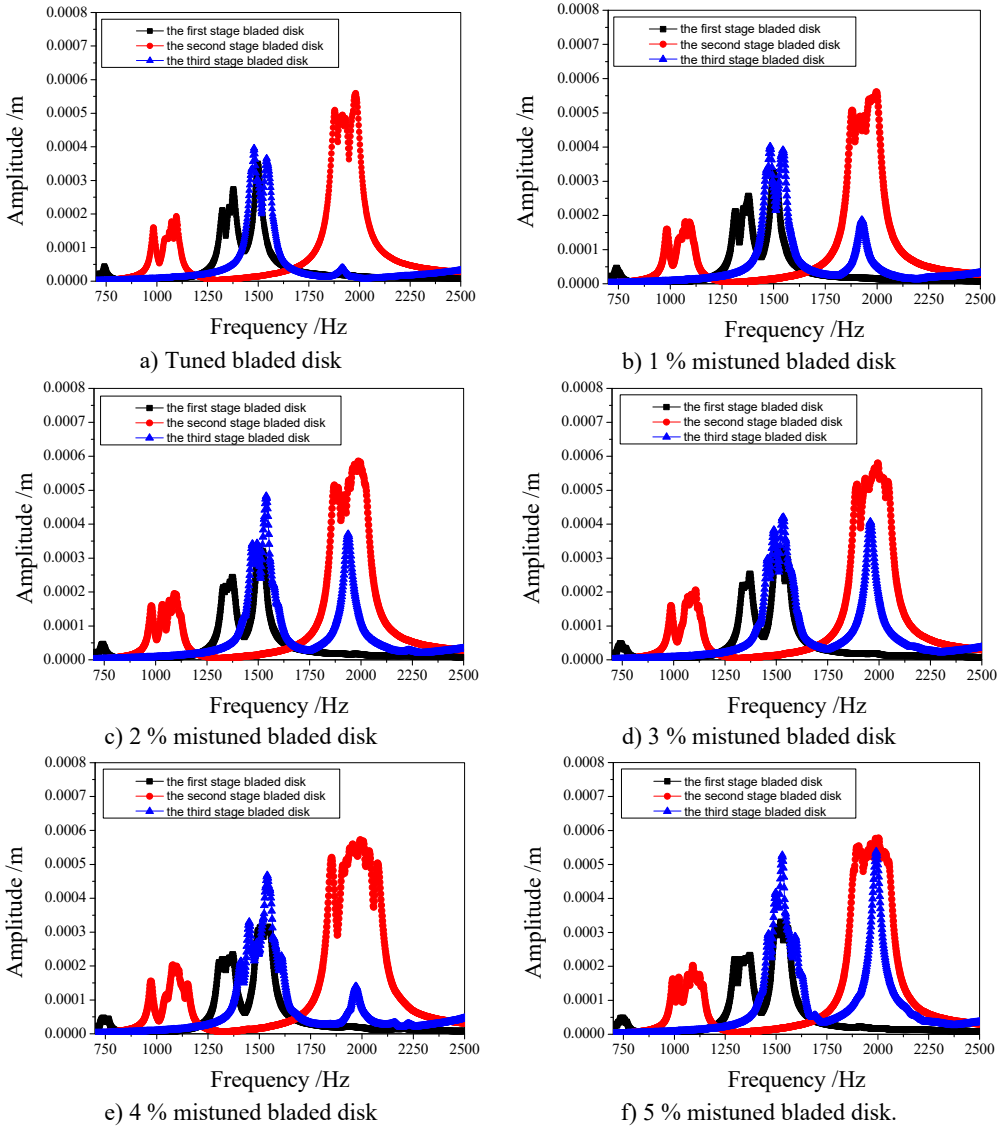 0.0008
0.0007
0.0006
0.0005
0.0004
0.0003
0.0002
0.0001
0.0000
Amplitude /m
the first stage bladed disk
the second stage bladed disk
the third stage bladed disk
750 1000 1250 1500 1750 2000 2250 2500
Frequency /Hz
a) Tuned bladed disk
0.0008
0.0007
0.0006
0.0005
0.0004
0.0003
0.0002
0.0001
0.0000
Amplitude /m
the first stage bladed disk
the second stage bladed disk
the third stage bladed disk
750 1000 1250 1500 1750 2000 2250 2500
Frequency /Hz
b) 1 % mistuned bladed disk
0.0008
0.0007
0.0006
0.0005
0.0004
0.0003
0.0002
0.0001
0.0000
Amplitude /m
the first stage bladed disk
the second stage bladed disk
the third stage bladed disk
750 1000 1250 1500 1750 2000 2250 2500
Frequency /Hz
c) 2 % mistuned bladed disk
0.0008
0.0007
0.0006
0.0005
0.0004
0.0003
0.0002
0.0001
0.0000
Amplitude /m
the first stage bladed disk
the second stage bladed disk
the third stage bladed disk
750 1000 1250 1500 1750 2000 2250 2500
Frequency /Hz
d) 3 % mistuned bladed disk
0.0008
0.0007
0.0006
0.0005
0.0004
0.0003
0.0002
0.0001
0.0000
Amplitude /m
the first stage bladed disk
the second stage bladed disk
the third stage bladed disk
750 1000 1250 1500 1750 2000 2250 2500
Frequency /Hz
e) 4 % mistuned bladed disk
0.0008
0.0007
0.0006
0.0005
0.0004
0.0003
0.0002
0.0001
0.0000
Amplitude /m
the first stage bladed disk
the second stage bladed disk
the third stage bladed disk
750 1000 1250 1500 1750 2000 2250 2500
Frequency /Hz
f) 5 % mistuned bladed disk.